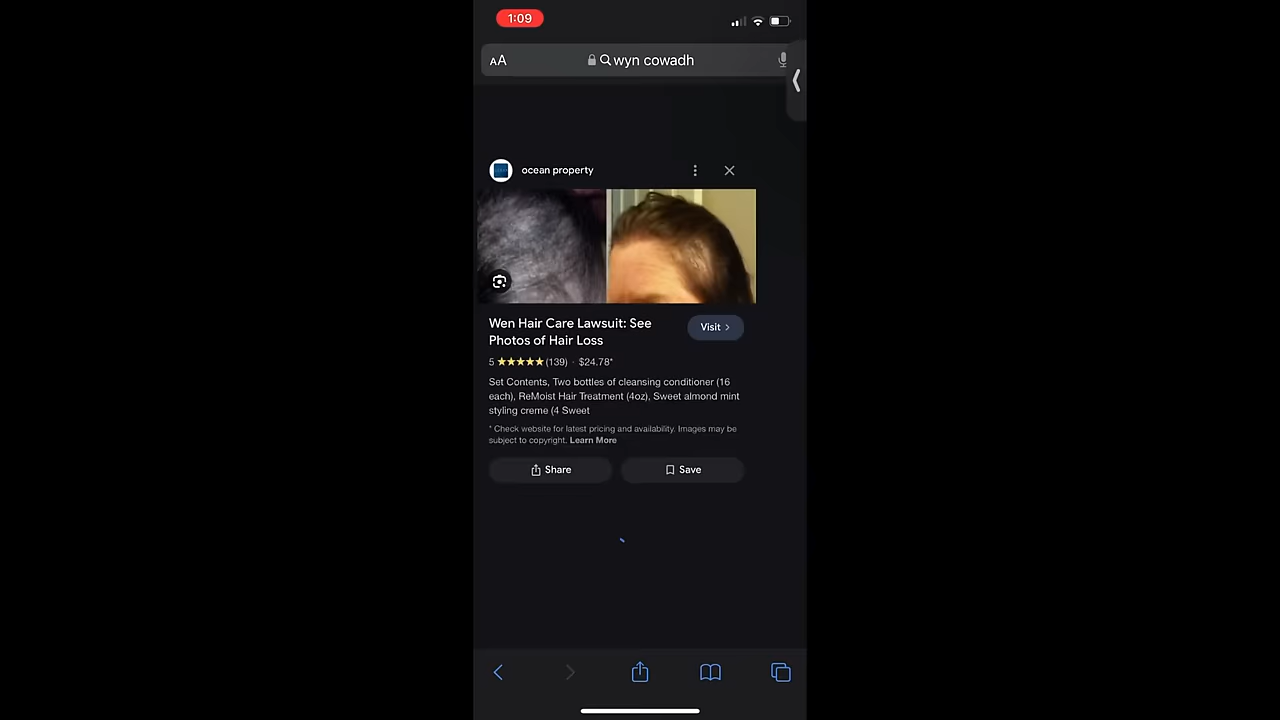 1:09
AA wyn cowadh
ocean property
Wen Hair Care Lawsuit: See
Photos of Hair Loss
Visit
5 ★★★★★ (139) · $24.78*
Set Contents, Two bottles of cleansing conditioner (16
each), ReMoist Hair Treatment (4oz), Sweet almond mint
styling creme (4 Sweet
* Check website for latest pricing and availability. Images may be
subject to copyright. Learn More
Share
Save